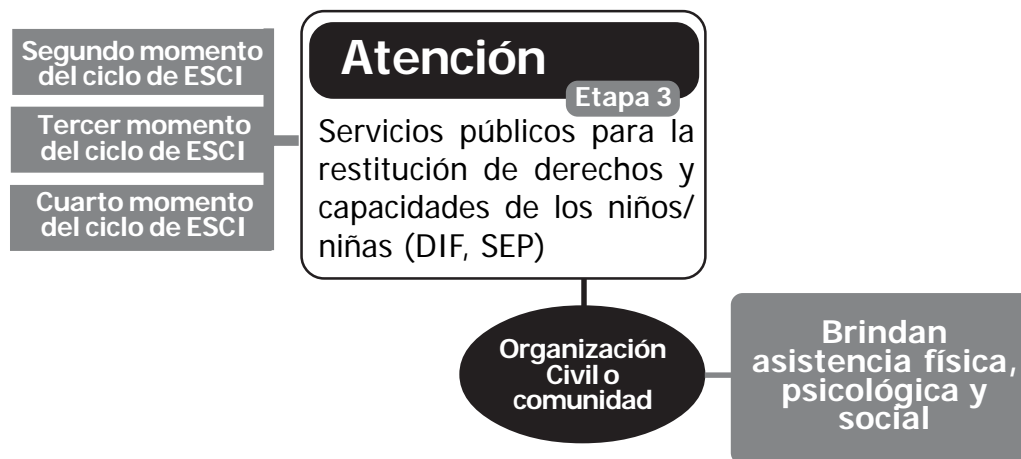 Segundo momento
del ciclo de ESCI
Tercer momento
del ciclo de ESCI
Cuarto momento
del ciclo de ESCI
Atención
Etapa 3
Servicios públicos para la
restitución de derechos y
capacidades de los niños/
niñas (DIF, SEP)
Organización
Civil o
comunidad
Brindan
asistencia física,
psicológica y
social